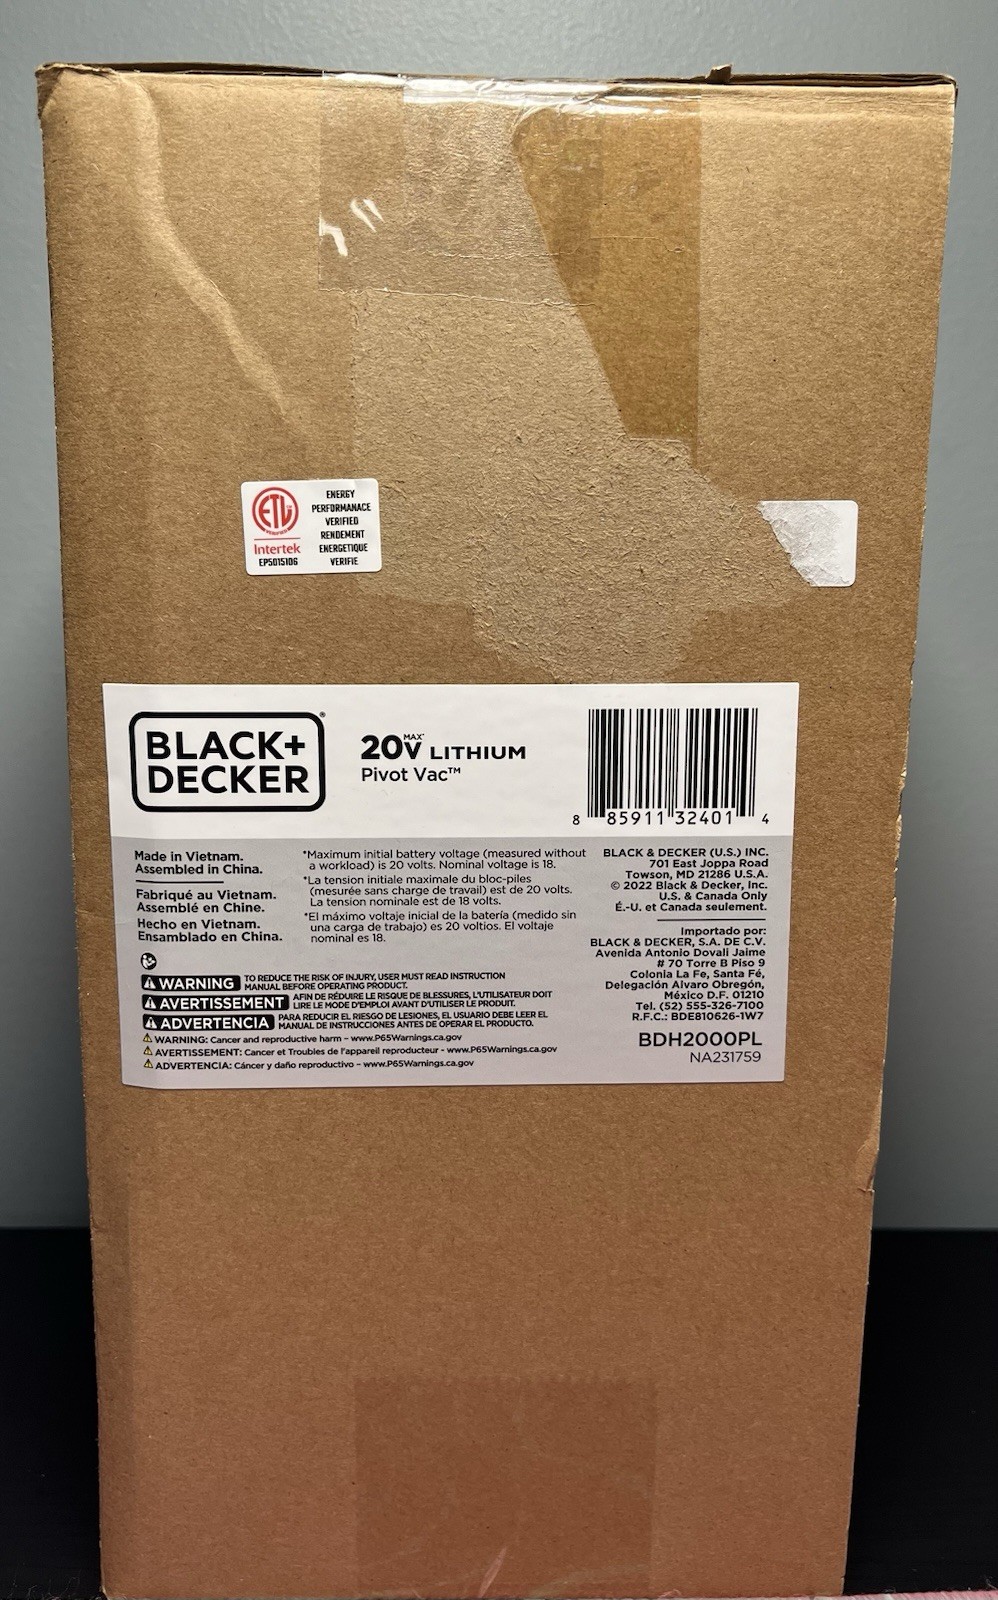 ETL
VERIFIED
Intertek
EPS015106
ENERGY
PERFORMANACE
VERIFIED
RENDEMENT
ENERGETIQUE
VERIFIE
BLACK+
DECKER®
20V MAX* LITHIUM
Pivot Vac™
8 85911 32401 4
Made in Vietnam.
Assembled in China.
Fabriqué au Vietnam.
Assemblé en Chine.
Hecho en Vietnam.
Ensamblado en China.
*Maximum initial battery voltage (measured without
a workload) is 20 volts. Nominal voltage is 18.
*La tension initiale maximale du bloc-piles
(mesurée sans charge de travail) est de 20 volts.
La tension nominale est de 18 volts.
*El máximo voltaje inicial de la batería (medido sin
una carga de trabajo) es 20 voltios. El voltaje
nominal es 18.
BLACK & DECKER (U.S.) INC.
701 East Joppa Road
Towson, MD 21286 U.S.A.
© 2022 Black & Decker, Inc.
U.S. & Canada Only
É.-U. et Canada seulement.
Importado por:
BLACK & DECKER, S.A. DE C.V.
Avenida Antonio Dovali Jaime
# 70 Torre B Piso 9
Colonia La Fe, Santa Fé,
Delegación Alvaro Obregón,
México D.F. 01210
Tel. (52) 555-326-7100
R.F.C.: BDE810626-1W7
BDH2000PL
NA231759
WARNING TO REDUCE THE RISK OF INJURY, USER MUST READ INSTRUCTION
MANUAL BEFORE OPERATING PRODUCT.
AVERTISSEMENT AFIN DE RÉDUIRE LE RISQUE DE BLESSURES, L'UTILISATEUR DOIT
LIRE LE MODE D'EMPLOI AVANT D'UTILISER LE PRODUIT.
ADVERTENCIA PARA REDUCIR EL RIESGO DE LESIONES, EL USUARIO DEBE LEER EL
MANUAL DE INSTRUCCIONES ANTES DE OPERAR EL PRODUCTO.
WARNING: Cancer and reproductive harm – www.P65Warnings.ca.gov
AVERTISSEMENT: Cancer et Troubles de l'appareil reproducteur - www.P65Warnings.ca.gov
ADVERTENCIA: Cáncer y daño reproductivo – www.P65Warnings.ca.gov